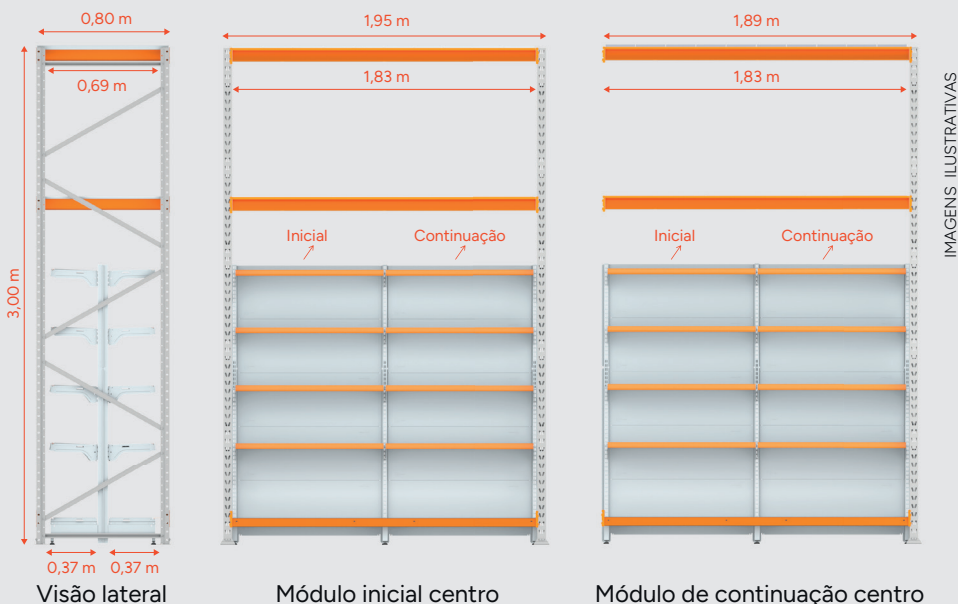 0,80 m
0,69 m
3,00 m
0,37 m
0,37 m
Visão lateral
1,95 m
1,83 m
Inicial
Continuação
Módulo inicial centro
1,89 m
1,83 m
Inicial
Continuação
Módulo de continuação centro
IMAGENS ILUSTRATIVAS